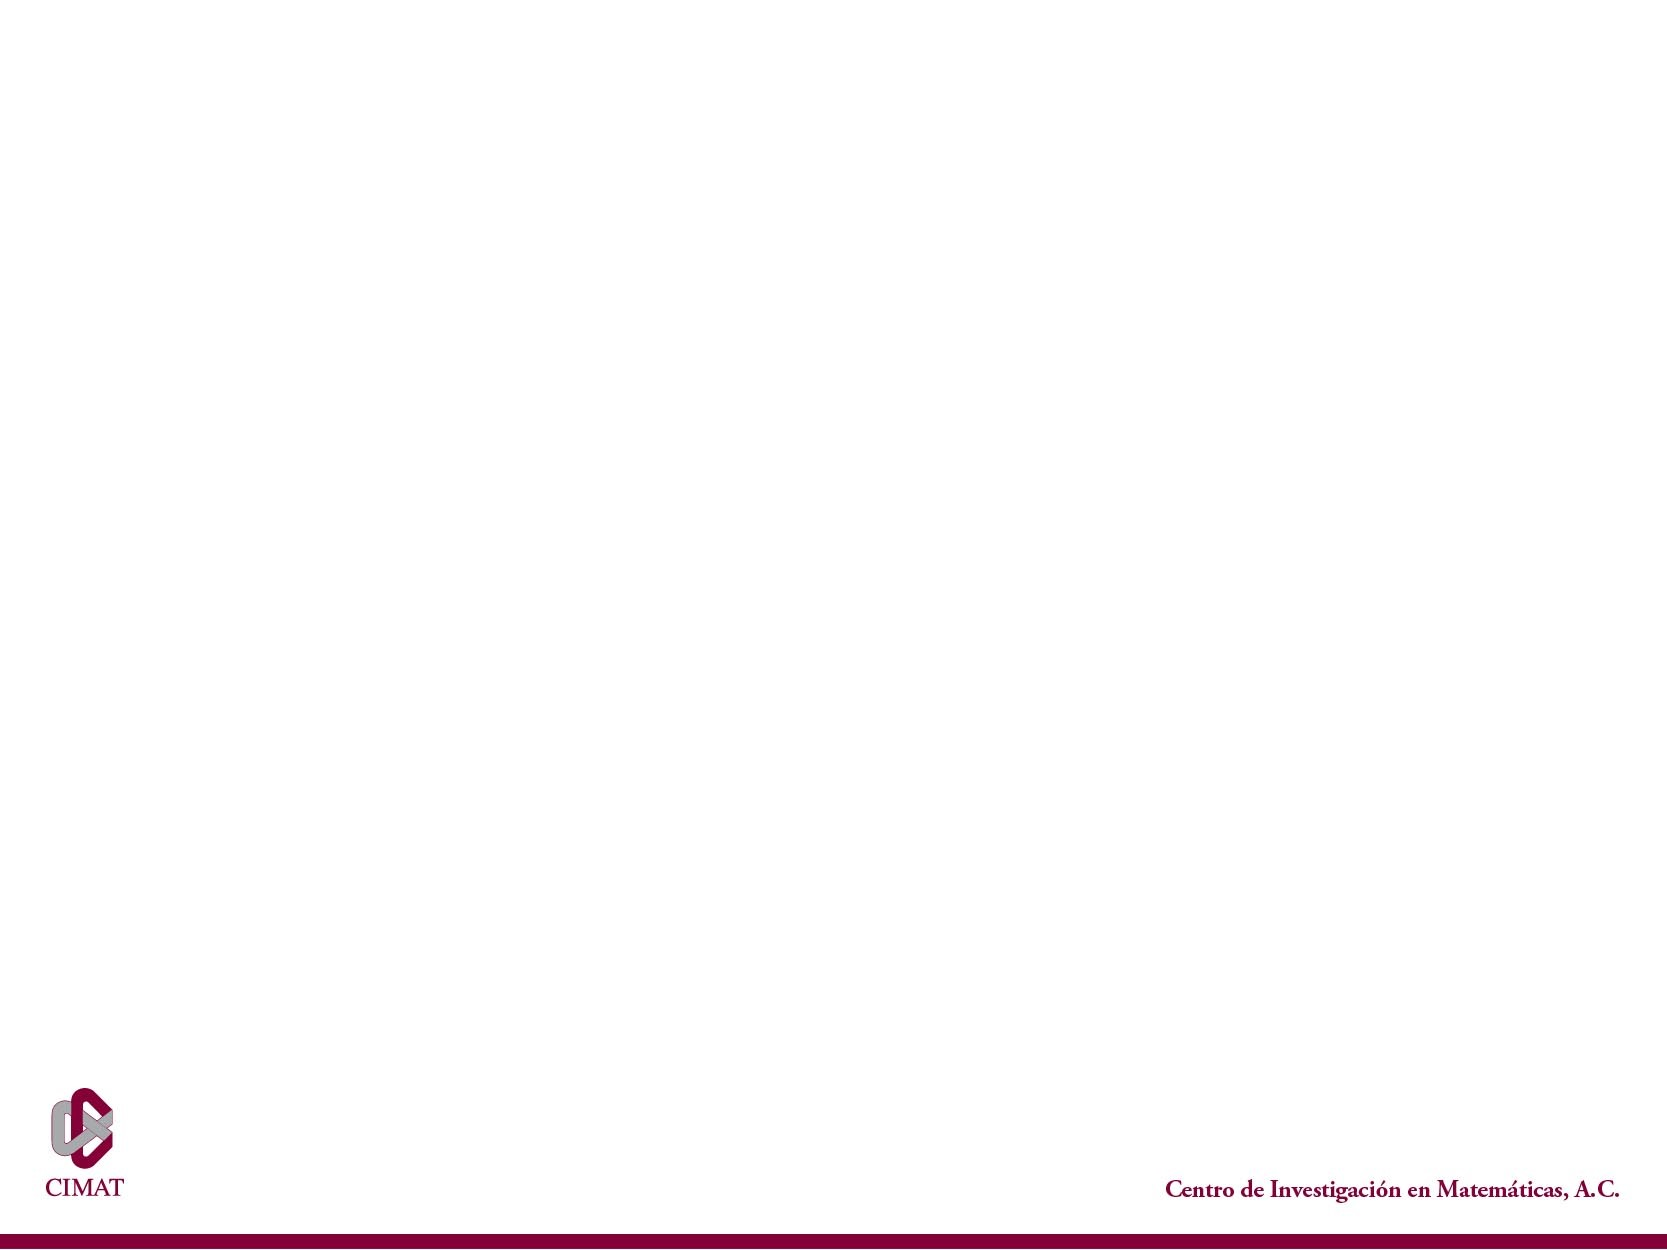 CIMAT
Centro de Investigación en Matemáticas, A.C.